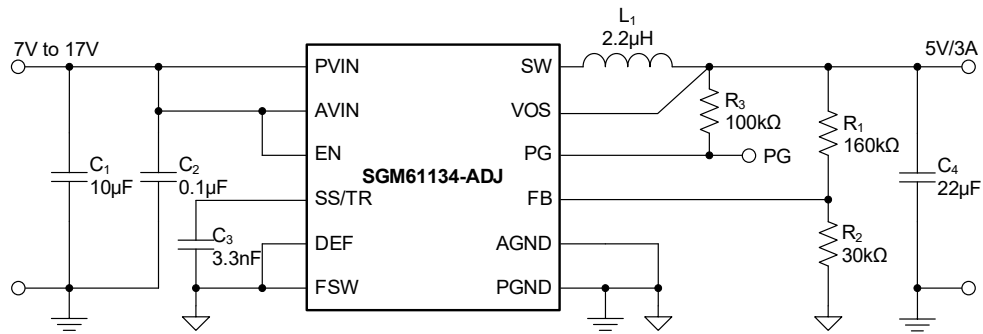 7V to 17V
L₁
2.2µH
5V/3A
PVIN
SW
AVIN
VOS
R₃
100kΩ
R₁
160kΩ
EN
PG
PG
C₁
10µF
C₂
0.1µF
SGM61134-ADJ
C₄
22µF
SS/TR
FB
C₃
3.3nF
DEF
AGND
R₂
30kΩ
FSW
PGND